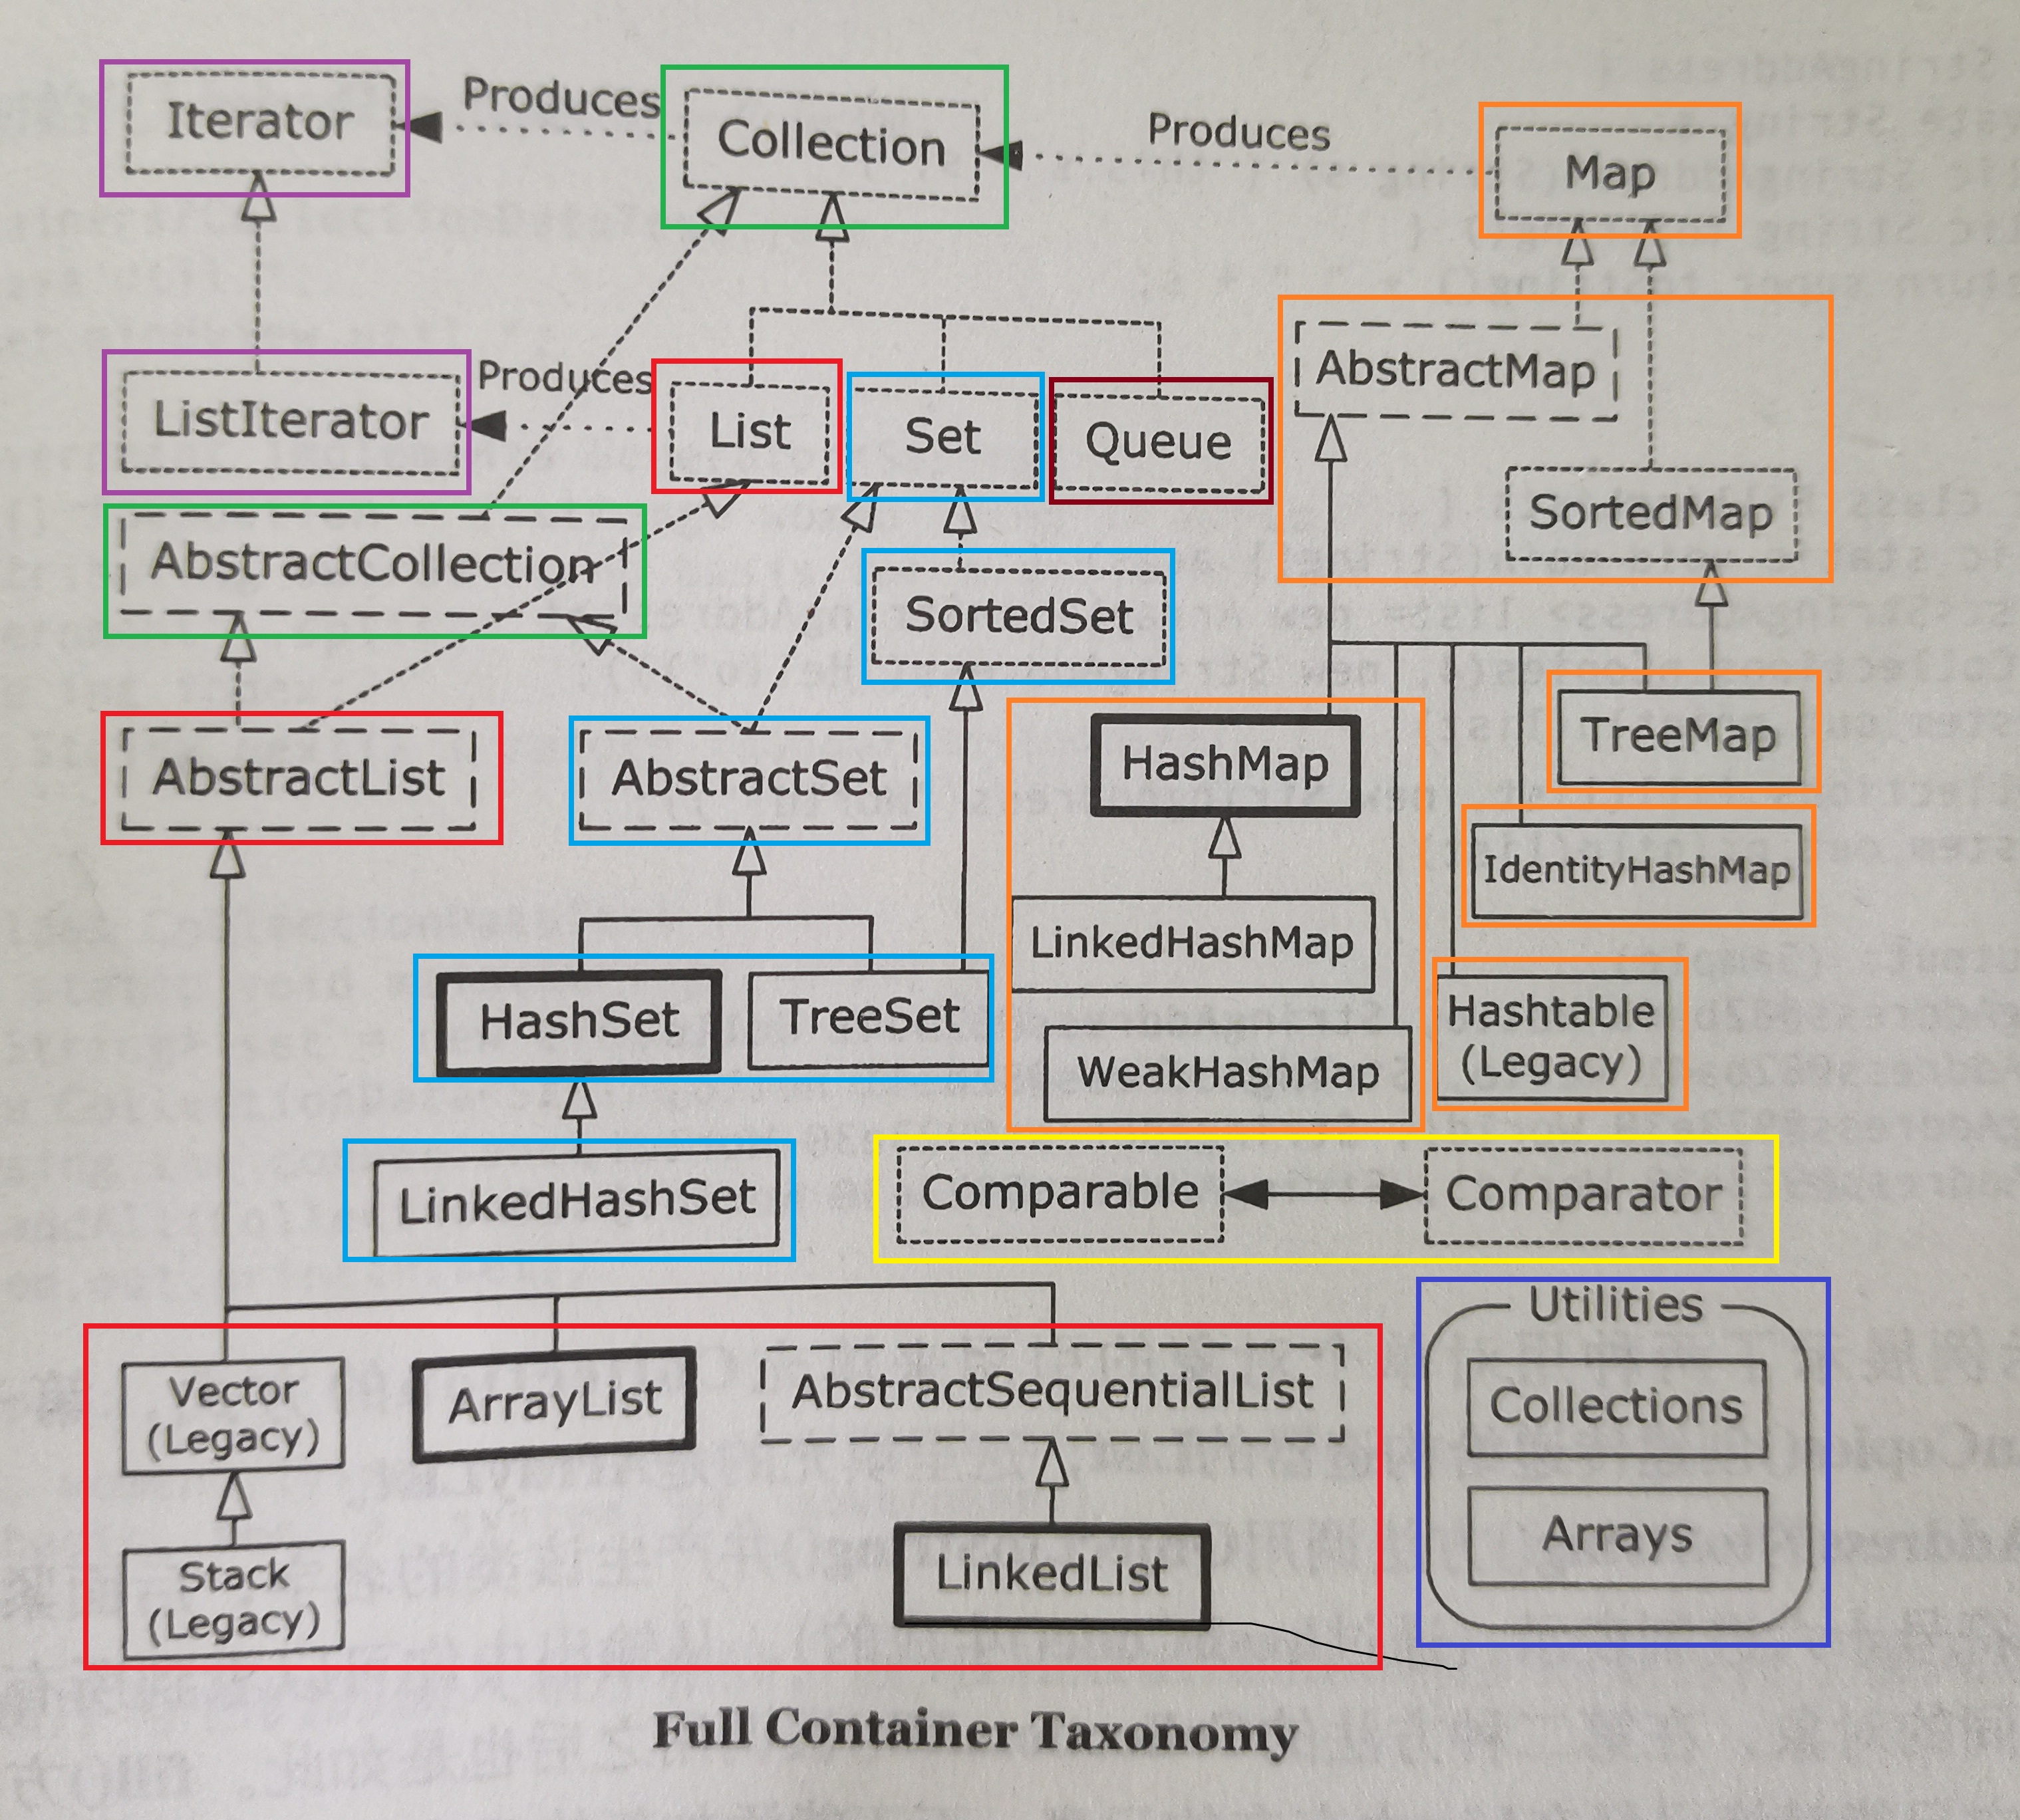 Iterator
Produces
Collection
Produces
Map
ListIterator
Produces
List
Set
Queue
AbstractMap
SortedMap
AbstractCollection
SortedSet
AbstractList
AbstractSet
HashMap
TreeMap
IdentityHashMap
LinkedHashMap
HashSet
TreeSet
Hashtable
(Legacy)
WeakHashMap
LinkedHashSet
Comparable
Comparator
Utilities
Vector
(Legacy)
ArrayList
AbstractSequentialList
Collections
Arrays
Stack
(Legacy)
LinkedList
Full Container Taxonomy